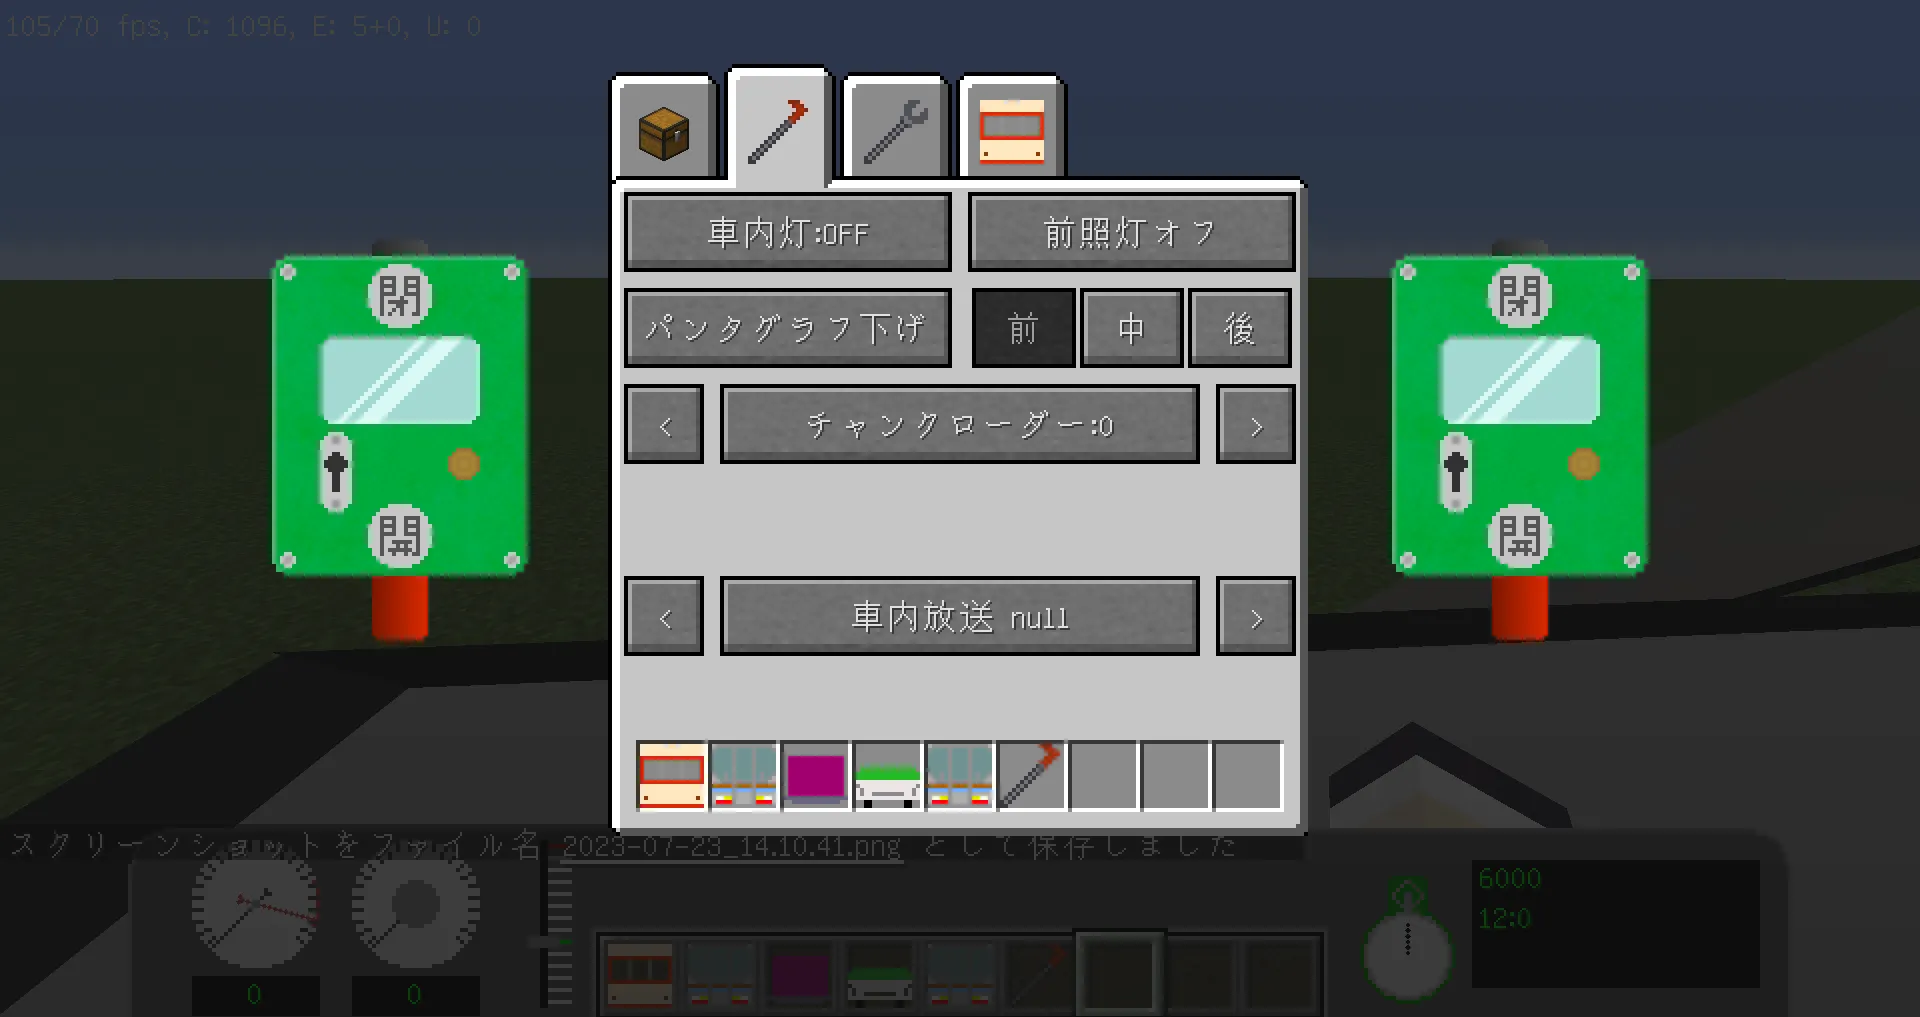 105/70 fps, C: 1096, E: 5+0, U: 0
車内灯:OFF
前照灯オフ
パンタグラフ下げ
前
中
後
<
チャンクローダー:0
>
<
車内放送 null
>
閉
開
閉
開
スクリーンショットをファイル名 2023-07-23_14.10.41.png として保存しました
0
0
6000
12:0